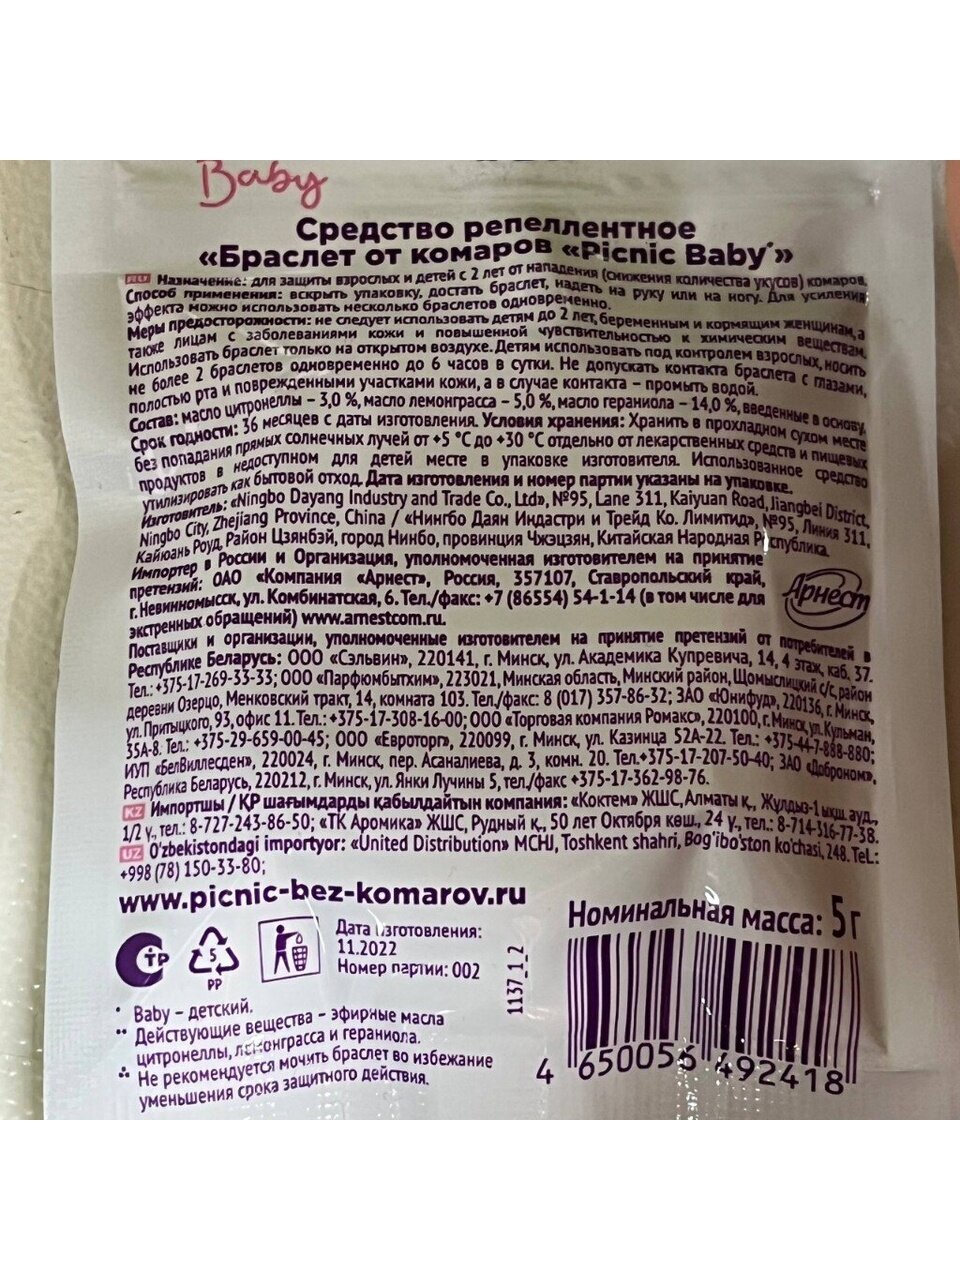 Baby
Средство репеллентное
«Браслет от комаров «Picnic Baby*»
RU Назначение: для защиты взрослых и детей с 2 лет от нападения (снижения количества укусов) комаров.
Способ применения: вскрыть упаковку, достать браслет, надеть на руку или на ногу. Для усиления
эффекта можно использовать несколько браслетов одновременно.
Меры предосторожности: не следует использовать детям до 2 лет, беременным и кормящим женщинам, а
также лицам с заболеваниями кожи и повышенной чувствительностью к химическим веществам.
Использовать браслет только на открытом воздухе. Детям использовать под контролем взрослых, носить
не более 2 браслетов одновременно до 6 часов в сутки. Не допускать контакта браслета с глазами,
полостью рта и поврежденными участками кожи, а в случае контакта – промыть водой.
Состав: масло цитронеллы – 3,0 %, масло лемонграсса – 5,0 %, масло гераниола – 14,0 %, введенные в основу.
Срок годности: 36 месяцев с даты изготовления. Условия хранения: Хранить в прохладном сухом месте
без попадания прямых солнечных лучей от +5 °С до +30 °С отдельно от лекарственных средств и пищевых
продуктов в недоступном для детей месте в упаковке изготовителя. Использованное средство
утилизировать как бытовой отход. Дата изготовления и номер партии указаны на упаковке.
Изготовитель: «Ningbo Dayang Industry and Trade Co., Ltd», №95, Lane 311, Kaiyuan Road, Jiangbei District,
Ningbo City, Zhejiang Province, China / «Нингбо Даян Индастри и Трейд Ко. Лимитид», №95, Линия 311,
Кайюань Роуд, Район Цзянбэй, город Нинбо, провинция Чжэцзян, Китайская Народная Республика.
Импортер в России и Организация, уполномоченная изготовителем на принятие
претензий: ОАО «Компания «Арнест», Россия, 357107, Ставропольский край,
г. Невинномысск, ул. Комбинатская, 6. Тел./факс: +7 (86554) 54-1-14 (в том числе для
экстренных обращений) www.arnestcom.ru.
Арнест
Поставщики и организации, уполномоченные изготовителем на принятие претензий от потребителей в
Республике Беларусь: ООО «Сэльвин», 220141, г. Минск, ул. Академика Купревича, 14, 4 этаж, каб. 37.
Тел.: +375-17-269-33-33; ООО «Парфюмбытхим», 223021, Минская область, Минский район, Щомыслицкий с/с, район
деревни Озерцо, Менковский тракт, 14, комната 103. Тел./факс: 8 (017) 357-86-32; ЗАО «Юнифуд», 220136, г. Минск,
ул. Притыцкого, 93, офис 11. Тел.: +375-17-308-16-00; ООО «Торговая компания Ромакс», 220100, г. Минск, ул. Кульман,
35А-8. Тел.: +375-29-659-00-45; ООО «Евроторг», 220099, г. Минск, ул. Казинца 52А-22. Тел.: +375-44-7-888-880;
ИУП «БелВиллесден», 220024, г. Минск, пер. Асаналиева, д. 3, комн. 20. Тел.+375-17-207-50-40; ЗАО «Доброном»,
Республика Беларусь, 220212, г. Минск, ул. Янки Лучины 5, тел./факс +375-17-362-98-76.
KZ Импортшы / ҚР шағымдарды қабылдайтын компания: «Коктем» ЖШС, Алматы қ., Жулдыз-1 ықш. ауд.,
1/2 ү., тел.: 8-727-243-86-50; «ТК Аромика» ЖШС, Рудный қ., 50 лет Октября көш., 24 ү., тел.: 8-714-316-77-38.
UZ O'zbekistondagi importyor: «United Distribution» MCHJ, Toshkent shahri, Bog'ibo'ston ko'chasi, 248. Tel.:
+998 (78) 150-33-80;
www.picnic-bez-komarov.ru
Номинальная масса: 5 г
Дата изготовления:
11.2022
Номер партии: 002
1137_1_2
СТР
5
PP
* Baby – детский.
** Действующие вещества – эфирные масла
цитронеллы, лемонграсса и гераниола.
⁂ Не рекомендуется мочить браслет во избежание
уменьшения срока защитного действия.
4 650056 492418